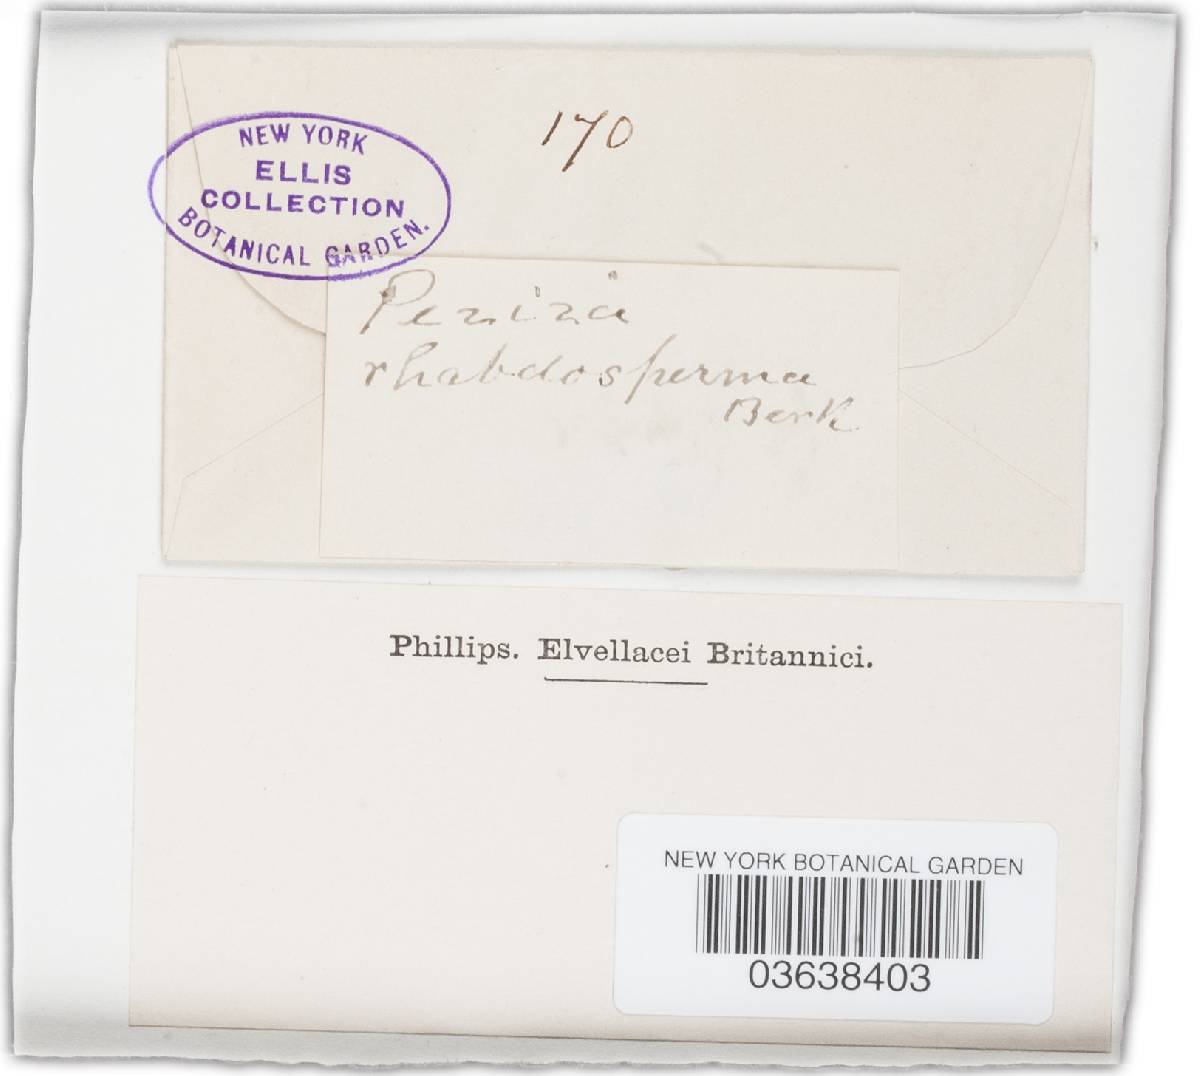 170
NEW YORK
ELLIS
COLLECTION
BOTANICAL GARDEN.
Peziza
rhabdosperma
Berk
Phillips. Elvellacei Britannici.
NEW YORK BOTANICAL GARDEN
03638403